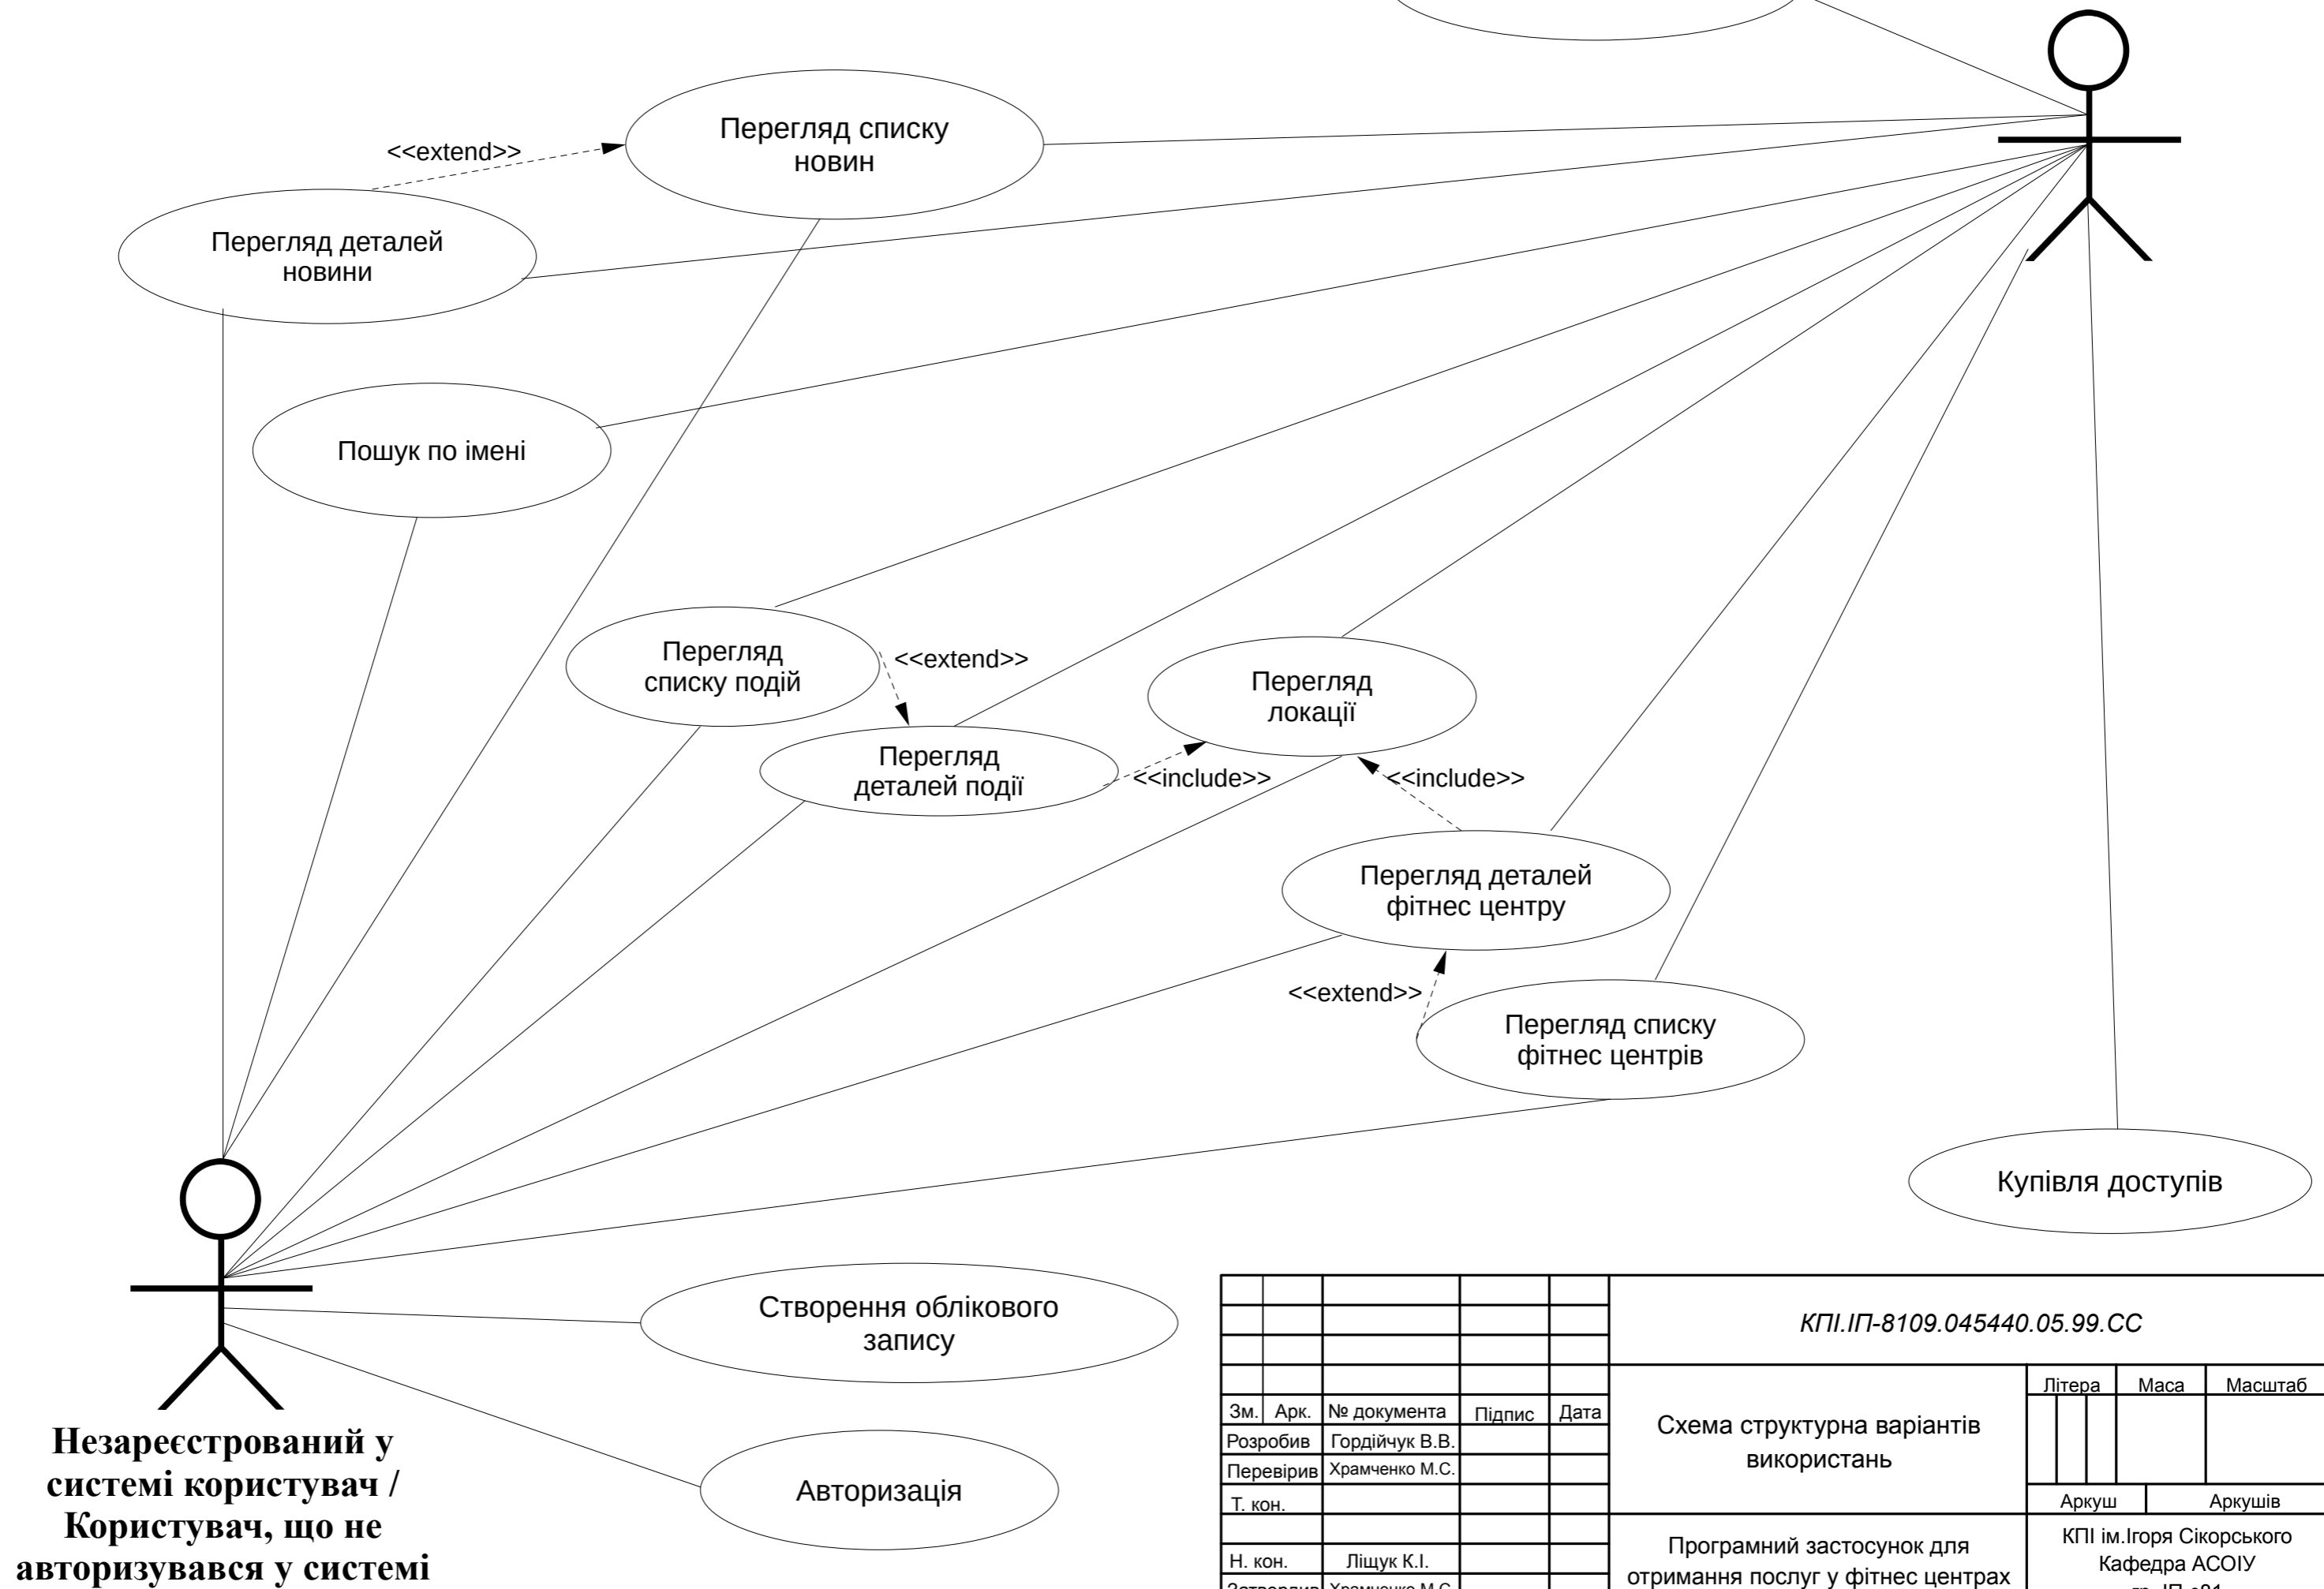 Перегляд списку
новин
<<extend>>
Перегляд деталей
новини
Пошук по імені
Перегляд
списку подій
<<extend>>
Перегляд
локації
Перегляд
деталей події
<<include>>
<<include>>
Перегляд деталей
фітнес центру
<<extend>>
Перегляд списку
фітнес центрів
Купівля доступів
Створення облікового
запису
Авторизація
Незареєстрований у
системі користувач /
Користувач, що не
авторизувався у системі
КПІ.ІП-8109.045440.05.99.СС
Літера Маса Масштаб
Зм. Арк. № документа Підпис Дата
Схема структурна варіантів
використань
Розробив Гордійчук В.В.
Перевірив Храмченко М.С.
Т. кон.
Аркуш Аркушів
Програмний застосунок для
отримання послуг у фітнес центрах
КПІ ім.Ігоря Сікорського
Кафедра АСОІУ
Н. кон. Ліщук К.І.
Затвердив Храмченко М.С.